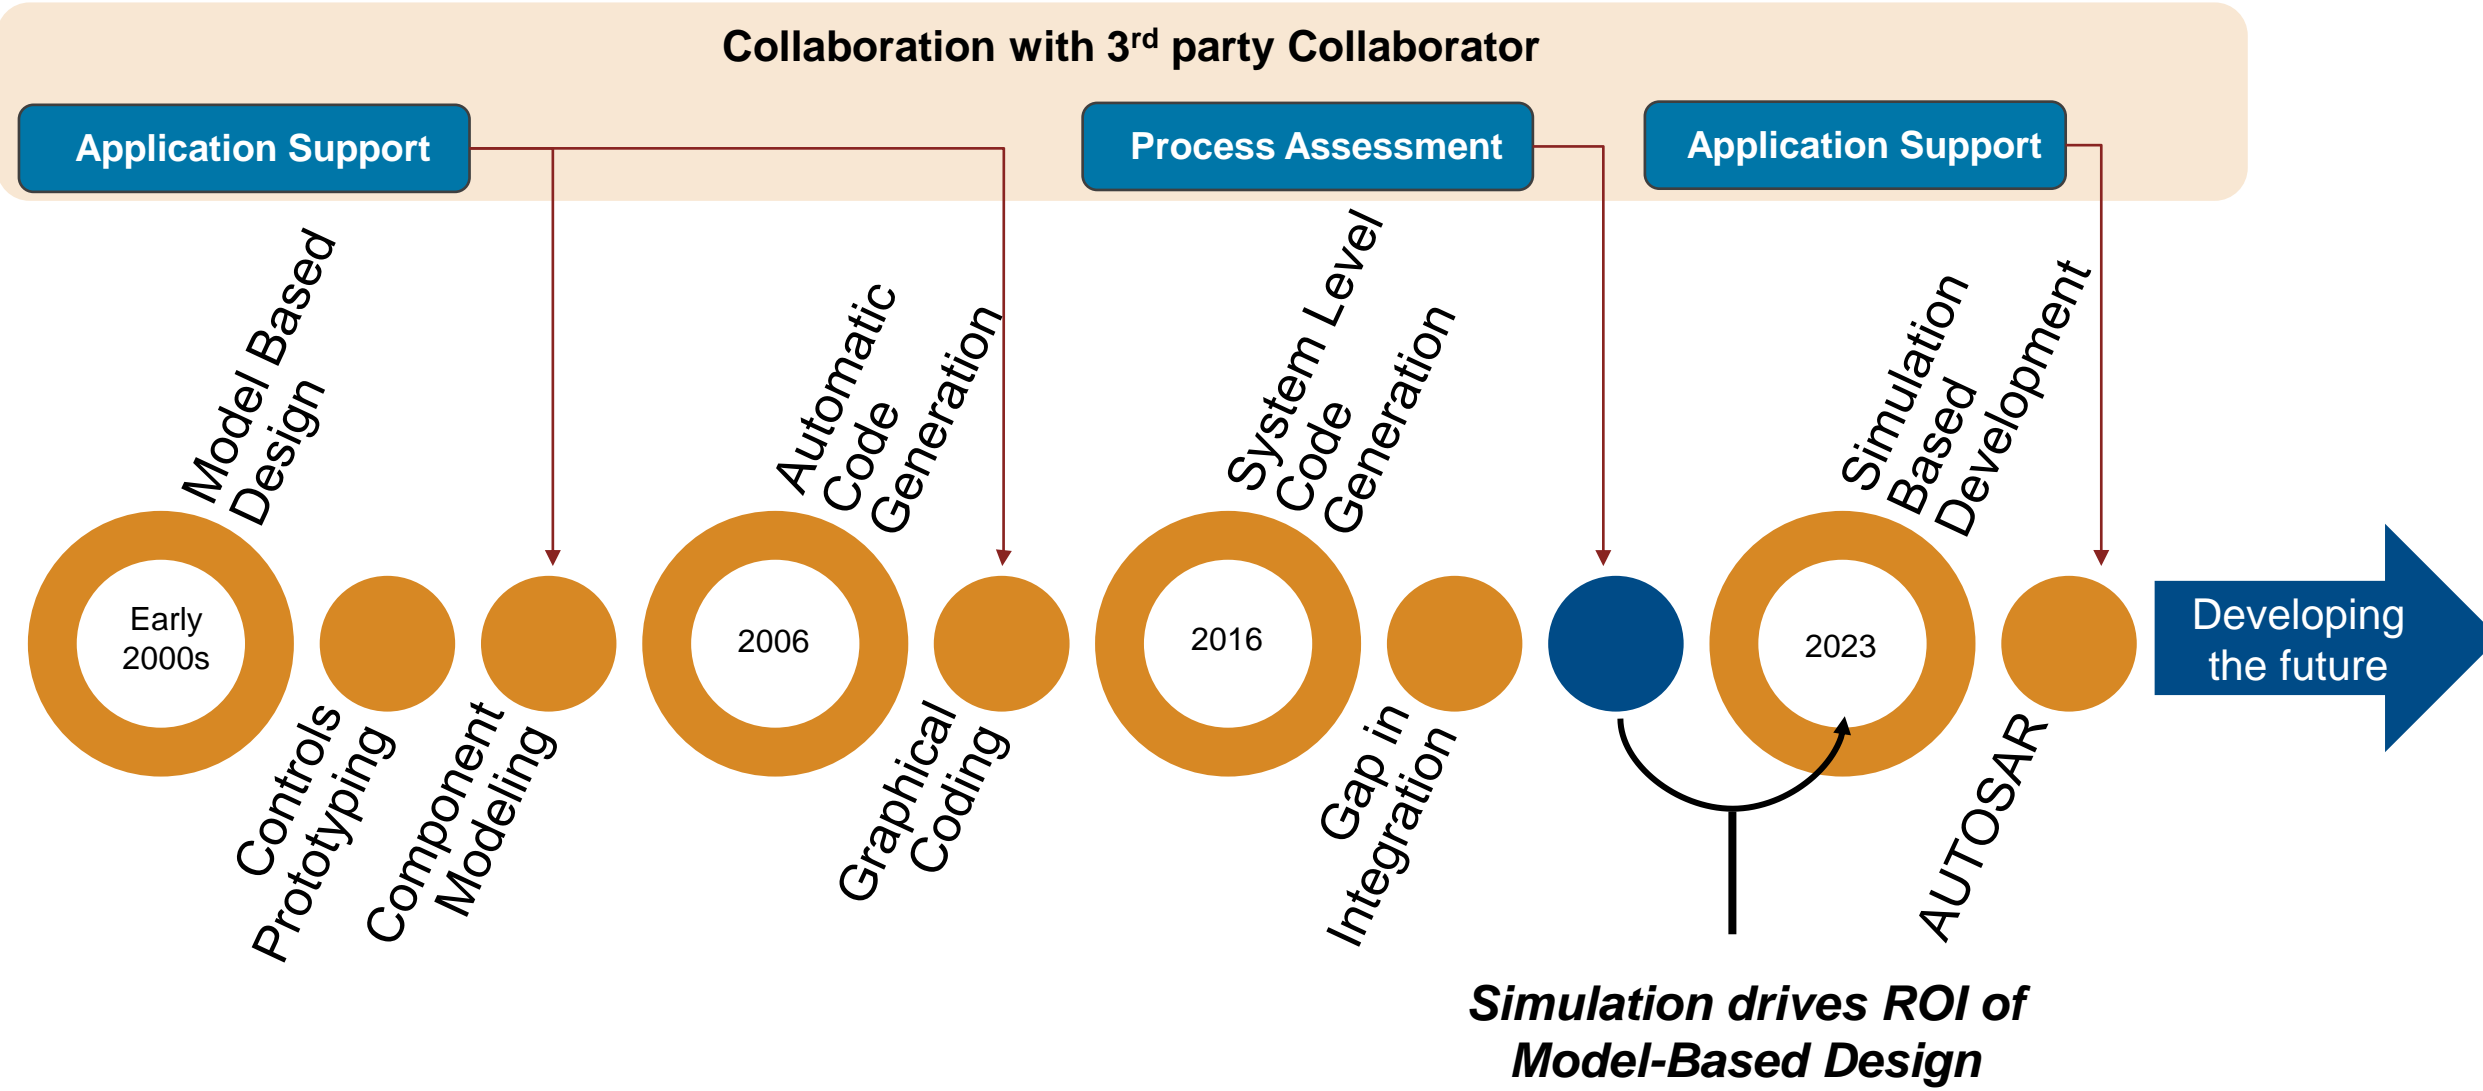 Collaboration with 3rd party Collaborator
Application Support
Process Assessment
Application Support
Model Based
Design
Automatic
Code
Generation
System Level
Code
Generation
Simulation
Based
Development
Early
2000s
2006
2016
2023
Developing
the future
Controls
Prototyping
Component
Modeling
Graphical
Coding
Gap in
Integration
AUTOSAR
Simulation drives ROI of
Model-Based Design